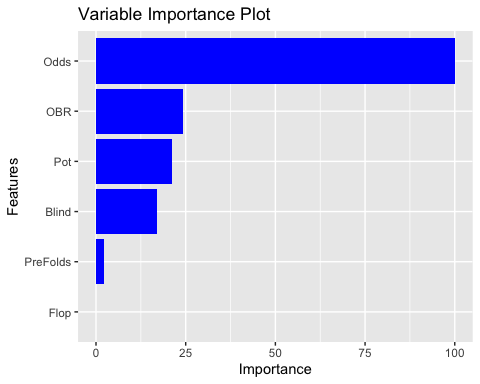 Variable Importance Plot
Features
Odds
OBR
Pot
Blind
PreFolds
Flop
0 25 50 75 100
Importance